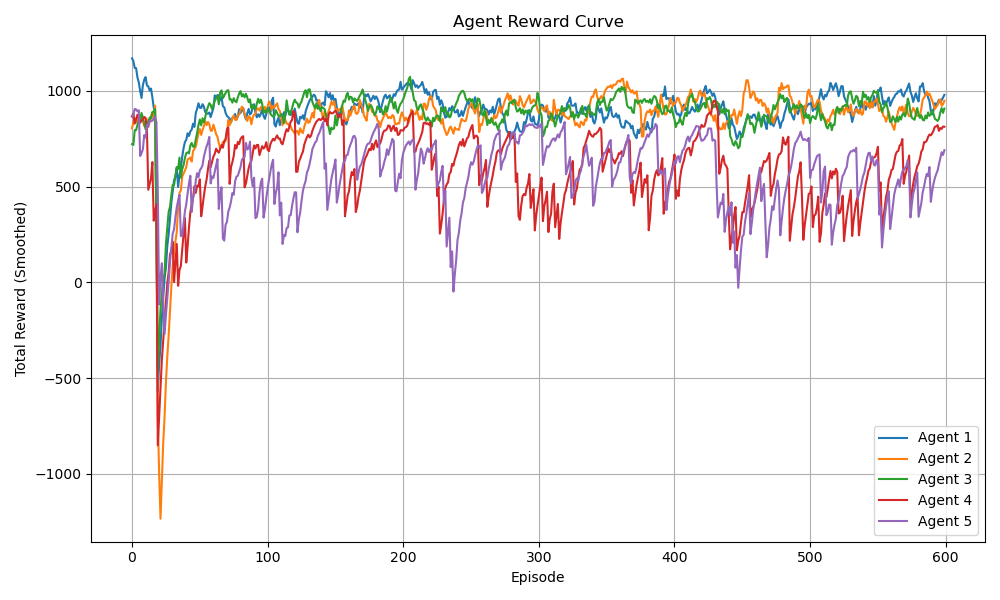 Agent Reward Curve
Total Reward (Smoothed)
1000
500
0
−500
−1000
0 100 200 300 400 500 600
Episode
Agent 1
Agent 2
Agent 3
Agent 4
Agent 5